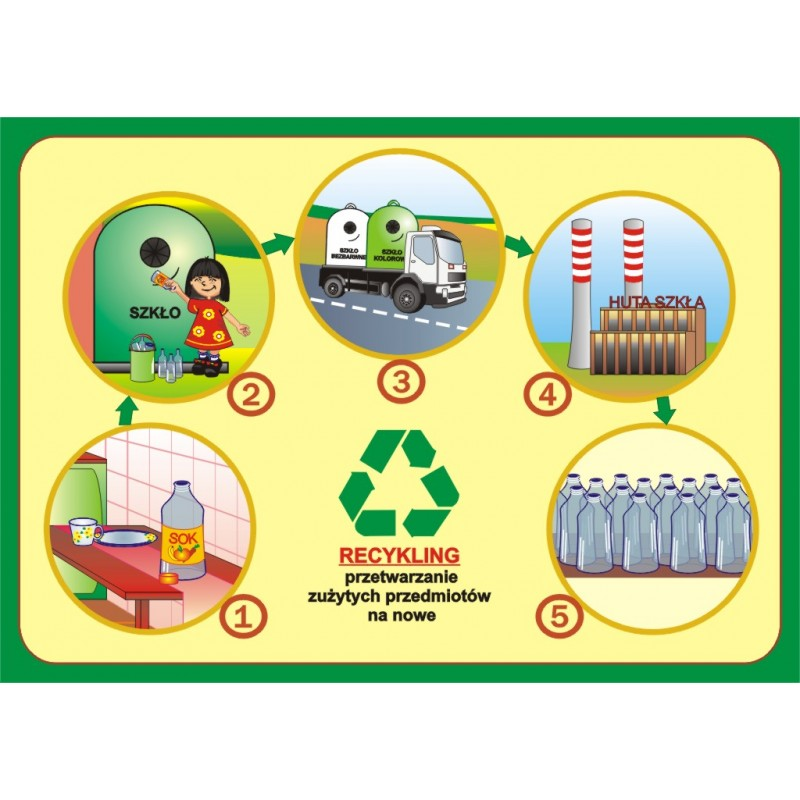 SZKŁO
2
SZKŁO
BEZBARWNE
SZKŁO
KOLOROWE
3
HUTA SZKŁA
4
SOK
1
RECYKLING
przetwarzanie
zużytych przedmiotów
na nowe
5